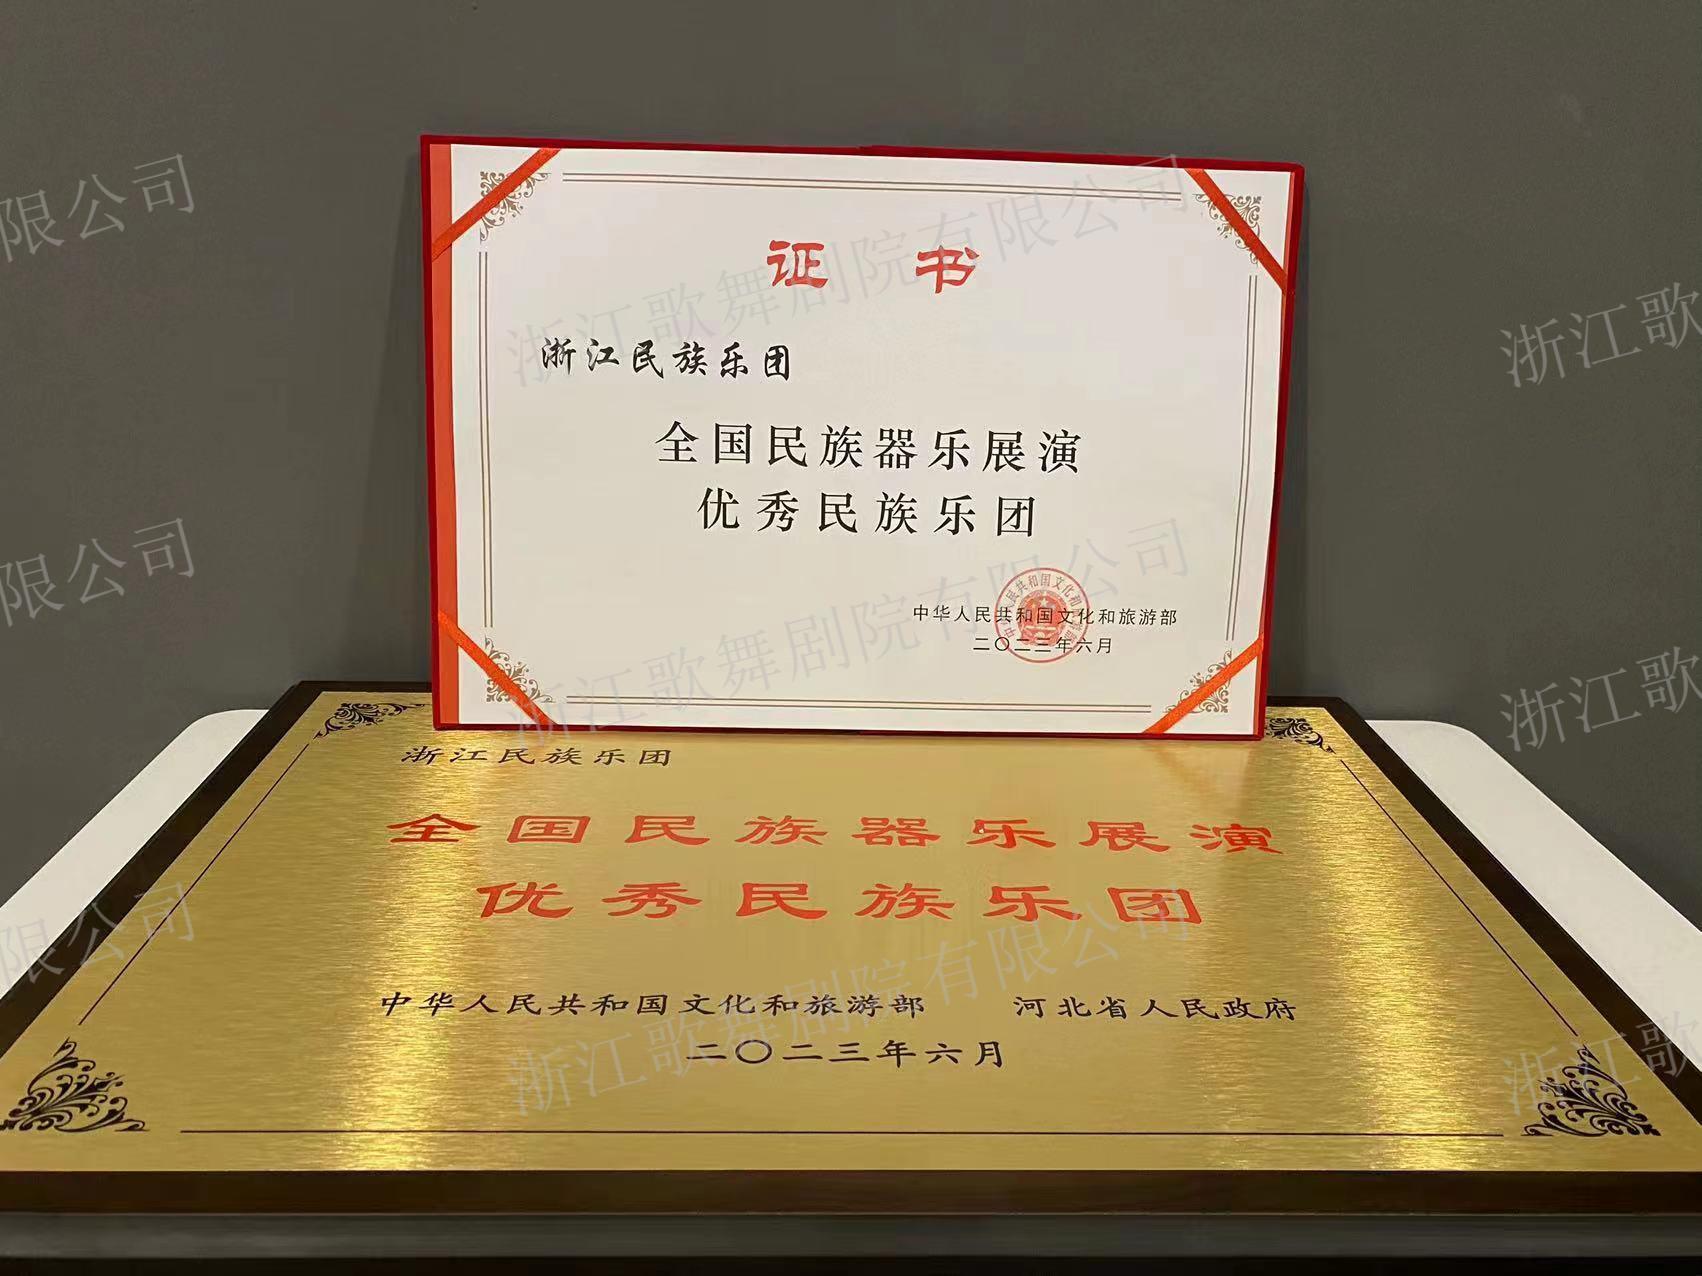 证书
浙江民族乐团
全国民族器乐展演
优秀民族乐团
中华人民共和国文化和旅游部
二〇二三年六月
浙江民族乐团
全国民族器乐展演
优秀民族乐团
中华人民共和国文化和旅游部 河北省人民政府
二〇二三年六月
浙江歌舞剧院有限公司
浙江歌舞剧院有限公司
浙江歌舞剧院有限公司
限公司
限公司
限公司
浙江歌
浙江歌
浙江歌